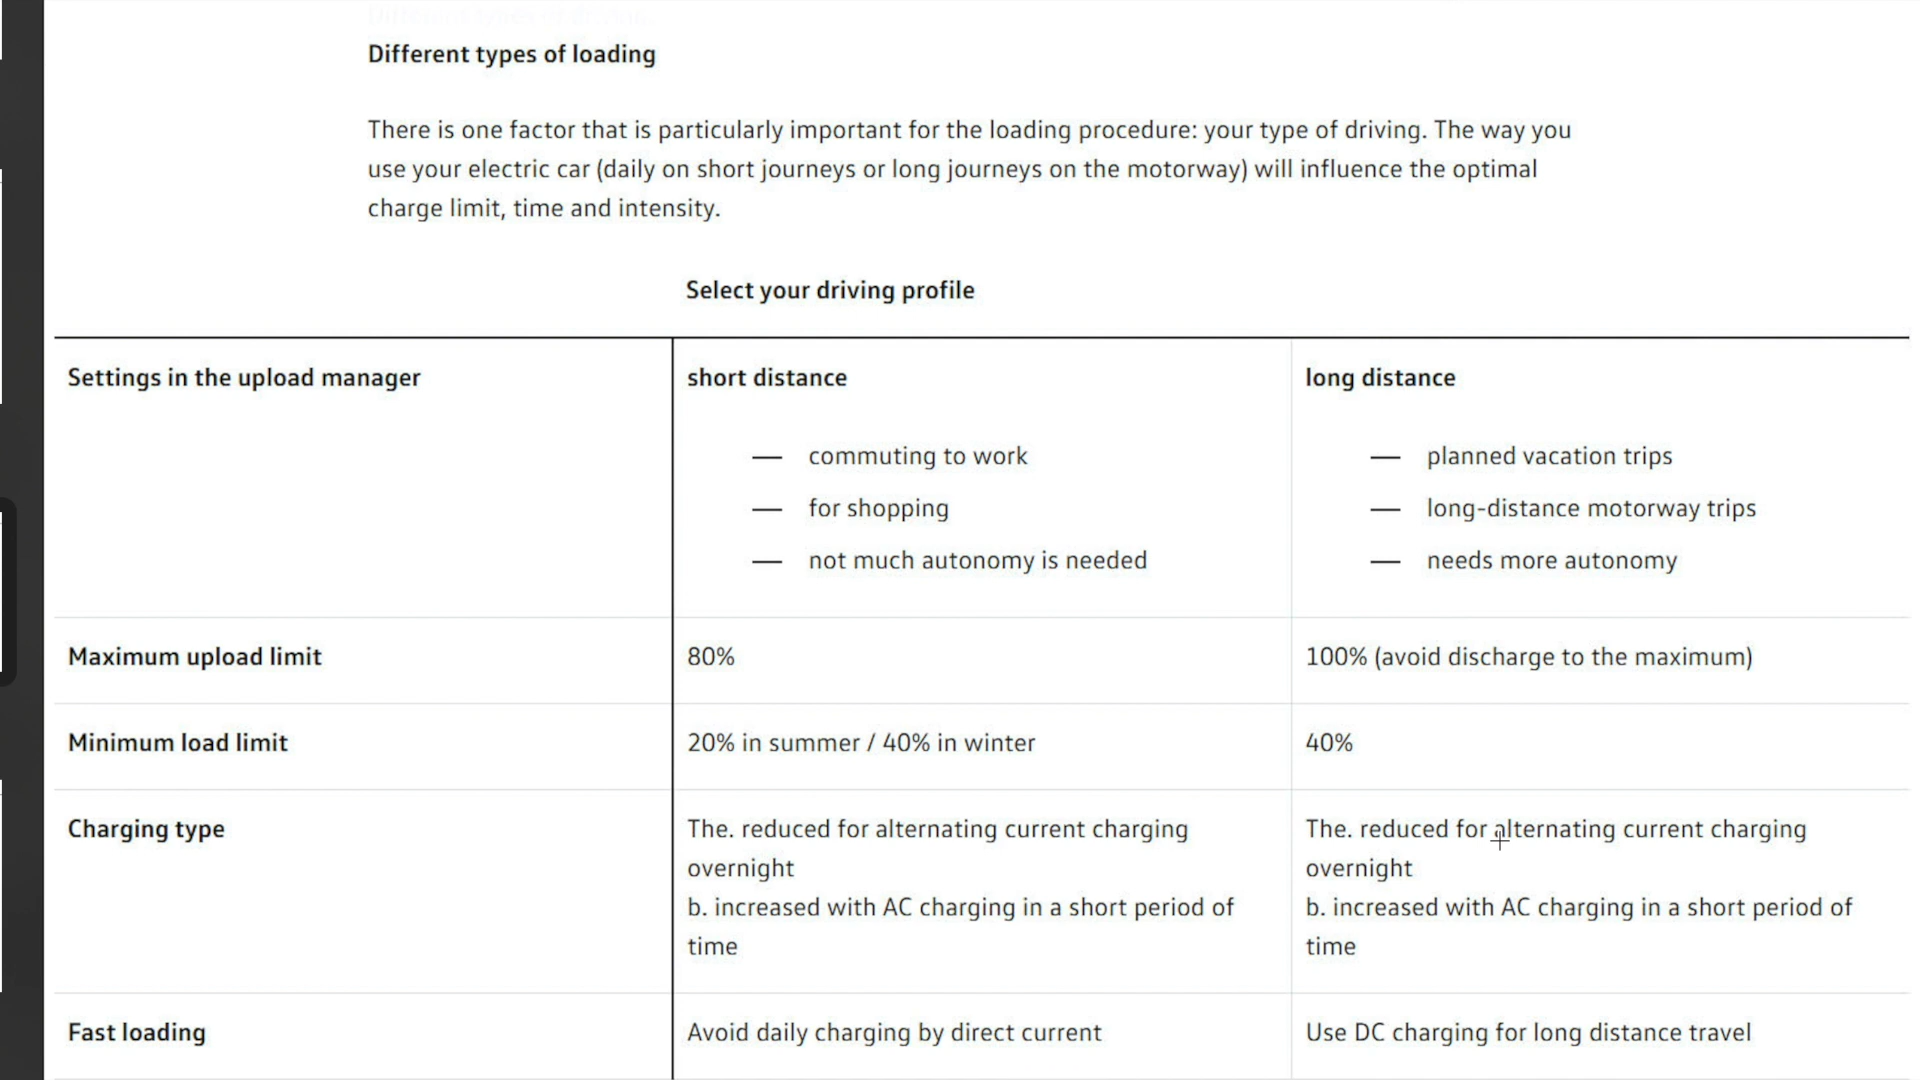 Different types of loading
There is one factor that is particularly important for the loading procedure: your type of driving. The way you
use your electric car (daily on short journeys or long journeys on the motorway) will influence the optimal
charge limit, time and intensity.
Select your driving profile
Settings in the upload manager
short distance
— commuting to work
— for shopping
— not much autonomy is needed
long distance
— planned vacation trips
— long-distance motorway trips
— needs more autonomy
Maximum upload limit
80%
100% (avoid discharge to the maximum)
Minimum load limit
20% in summer / 40% in winter
40%
Charging type
The. reduced for alternating current charging
overnight
b. increased with AC charging in a short period of
time
The. reduced for alternating current charging
overnight
b. increased with AC charging in a short period of
time
Fast loading
Avoid daily charging by direct current
Use DC charging for long distance travel